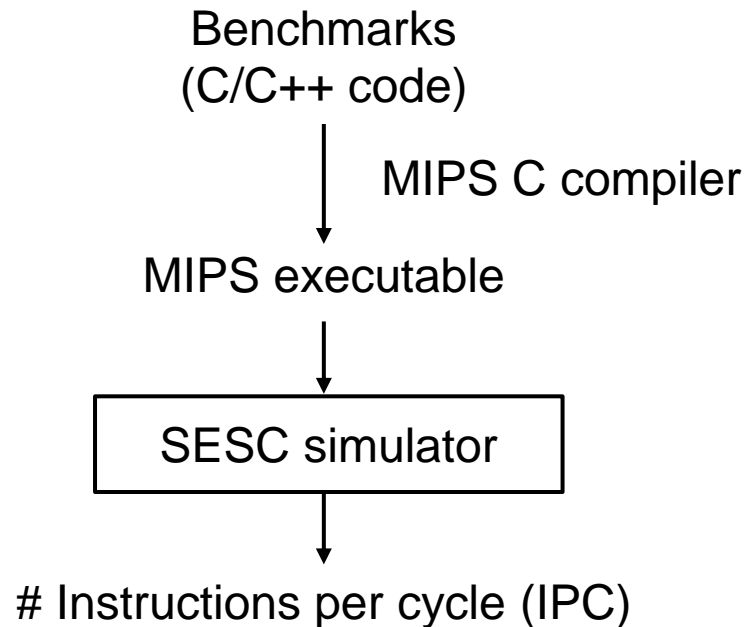 Benchmarks
(C/C++ code)
MIPS C compiler
MIPS executable
SESC simulator
# Instructions per cycle (IPC)